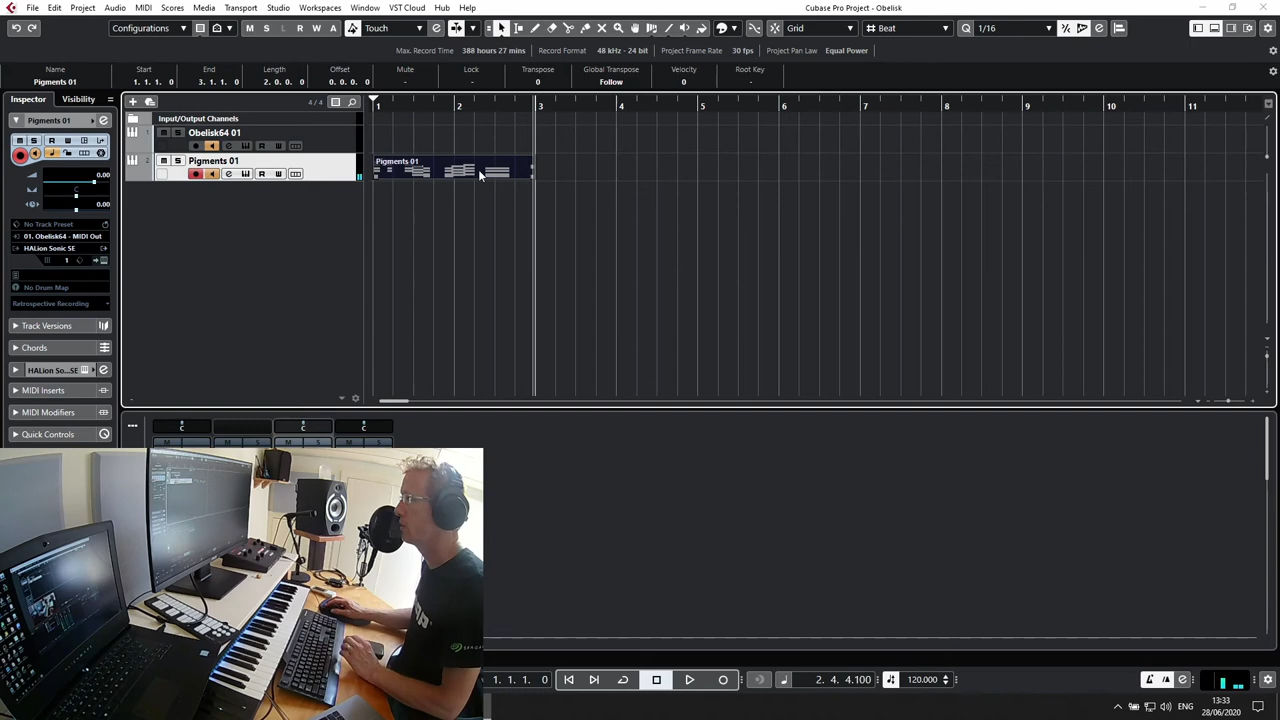 File Edit Project Audio MIDI Scores Media Transport Studio Workspaces Window VST Cloud Hub Help
Cubase Pro Project - Obelisk
Configurations M S L R W A Touch Grid Beat 1/16
Max. Record Time 388 hours 27 mins Record Format 48 kHz - 24 bit Project Frame Rate 30 fps Project Pan Law Equal Power
Name Start End Length Offset Mute Lock Transpose Global Transpose Velocity Root Key
Pigments 01 1. 1. 1. 0 3. 1. 1. 0 2. 0. 0. 0 0. 0. 0. 0 - - 0 Follow 0 -
Inspector Visibility
4 / 4
1 2 3 4 5 6 7 8 9 10 11
Pigments 01
Input/Output Channels
1 Obelisk64 01
M S R W
2 Pigments 01
Pigments 01
0.00
C
0.00
No Track Preset
01. Obelisk64 - MIDI Out
HALion Sonic SE
1
No Drum Map
Retrospective Recording
Track Versions
Chords
HALion So...SE
MIDI Inserts
MIDI Modifiers
Quick Controls
C C C
M M S M S M
1. 1. 1. 0 2. 4. 4.100 120.000
ENG
13:33
28/06/2020